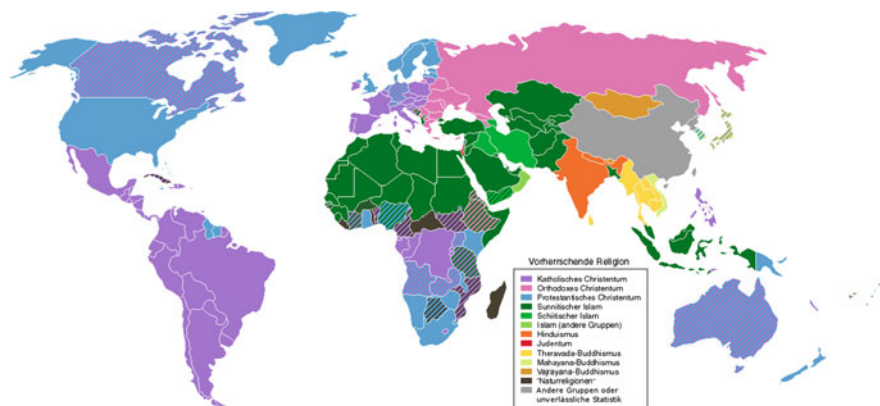 Vorherrschende Religion
Katholisches Christentum
Orthodoxes Christentum
Protestantisches Christentum
Sunnitischer Islam
Schiitischer Islam
Islam (andere Gruppen)
Hinduismus
Judentum
Theravada-Buddhismus
Mahayana-Buddhismus
Vajrayana-Buddhismus
"Naturreligionen"
Andere Gruppen oder
unverlässliche Statistik